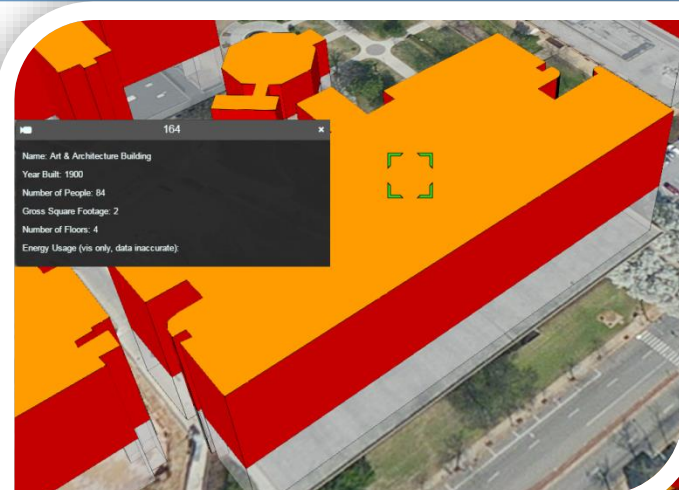 164 ×
Name: Art & Architecture Building
Year Built: 1900
Number of People: 84
Gross Square Footage: 2
Number of Floors: 4
Energy Usage (vis only, data inaccurate):